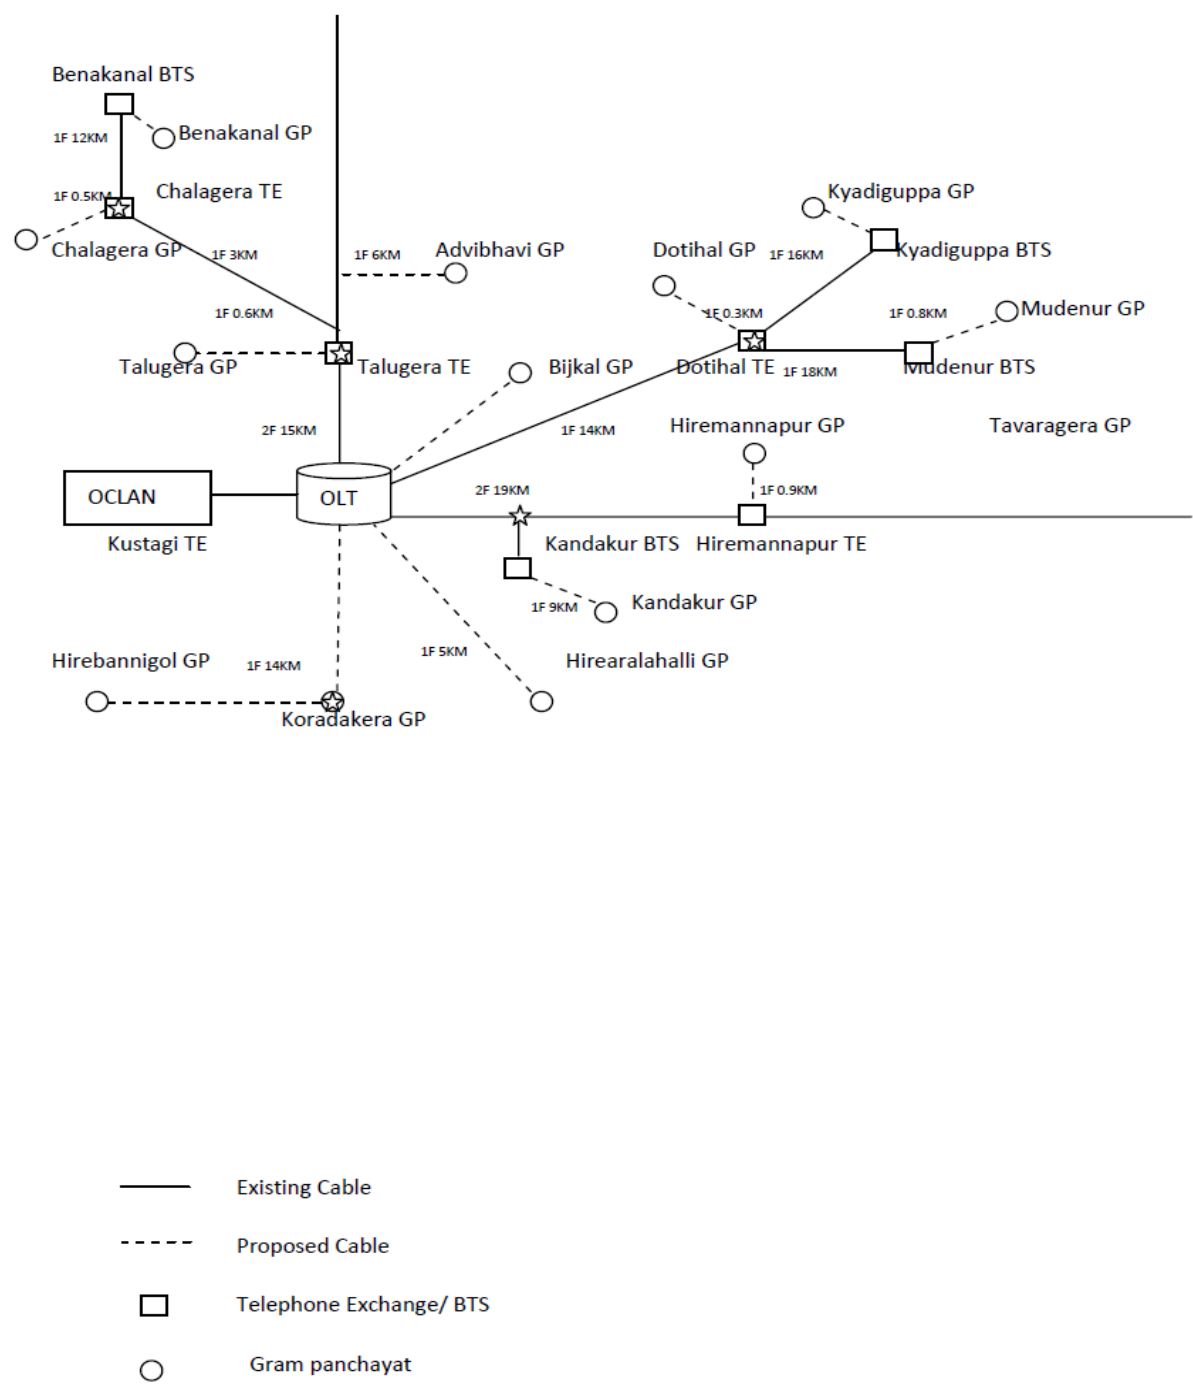 Benakanal BTS
1F 12KM
Benakanal GP
1F 0.5KM
Chalagera TE
Kyadiguppa GP
Chalagera GP
1F 3KM
1F 6KM
Advibhavi GP
Dotihal GP
1F 16KM
Kyadiguppa BTS
1F 0.6KM
1F 0.3KM
1F 0.8KM
Mudenur GP
Talugera GP
Talugera TE
Bijkal GP
Dotihal TE
1F 18KM
Mudenur BTS
2F 15KM
1F 14KM
Hiremannapur GP
Tavaragera GP
OCLAN
OLT
2F 19KM
1F 0.9KM
Kustagi TE
Kandakur BTS
Hiremannapur TE
1F 9KM
Kandakur GP
Hirebannigol GP
1F 14KM
1F 5KM
Hirearalahalli GP
Koradakera GP
Existing Cable
Proposed Cable
Telephone Exchange/ BTS
Gram panchayat